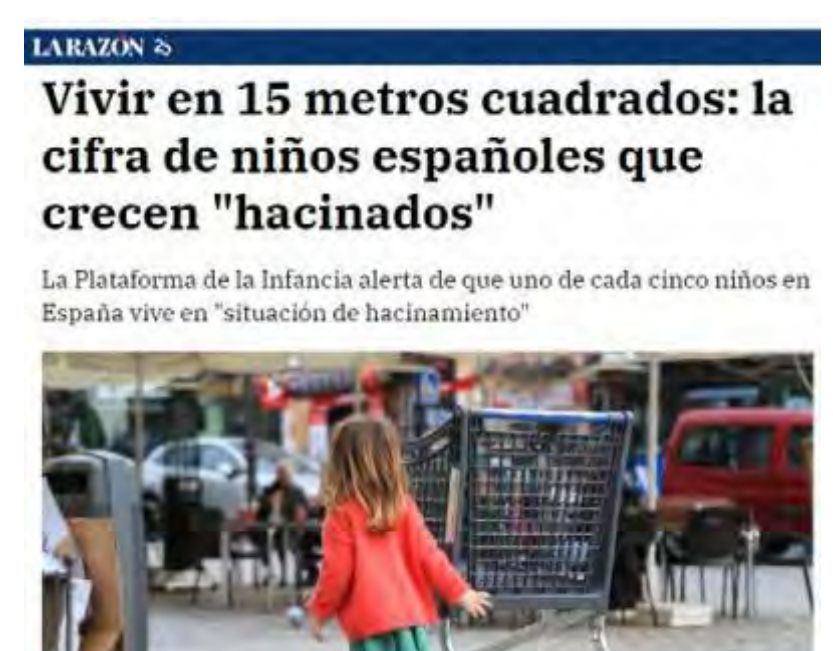 LA RAZÓN 25
Vivir en 15 metros cuadrados: la
cifra de niños españoles que
crecen "hacinados"
La Plataforma de la Infancia alerta de que uno de cada cinco niños en
España vive en "situación de hacinamiento"